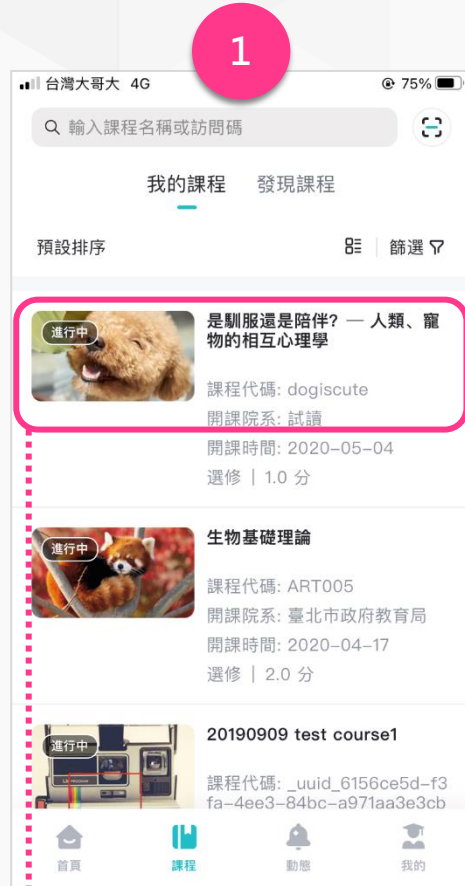 1
台灣大哥大 4G
75%
輸入課程名稱或訪問碼
我的課程 發現課程
預設排序 篩選
進行中
是馴服還是陪伴? — 人類、寵
物的相互心理學
課程代碼: dogiscute
開課院系: 試讀
開課時間: 2020-05-04
選修 | 1.0 分
進行中
生物基礎理論
課程代碼: ART005
開課院系: 臺北市政府教育局
開課時間: 2020-04-17
選修 | 2.0 分
進行中
20190909 test course1
課程代碼: _uuid_6156ce5d-f3
fa-4ee3-84bc-a971aa3e3cb
首頁 課程 動態 我的